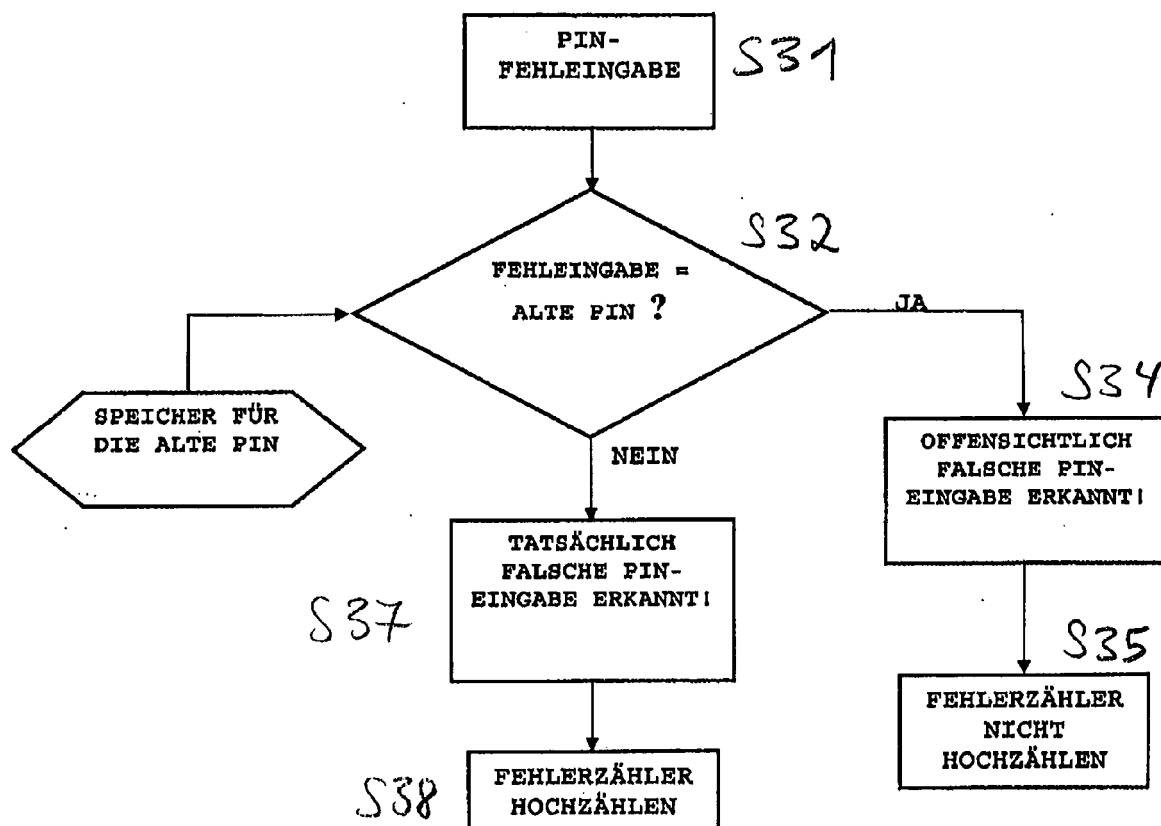 PIN-
FEHLEINGABE
S31
S32
FEHLEINGABE =
ALTE PIN ?
JA
SPEICHER FÜR
DIE ALTE PIN
NEIN
S34
OFFENSICHTLICH
FALSCHE PIN-
EINGABE ERKANNT!
TATSÄCHLICH
FALSCHE PIN-
EINGABE ERKANNT!
S37
S35
FEHLERZÄHLER
NICHT
HOCHZÄHLEN
S38
FEHLERZÄHLER
HOCHZÄHLEN